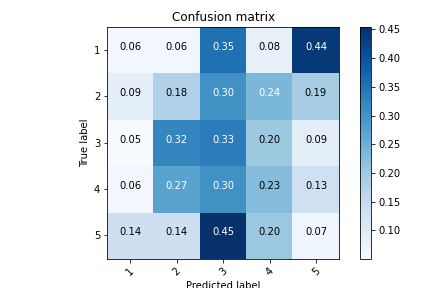 Confusion matrix
True label
1 0.06 0.06 0.35 0.08 0.44
2 0.09 0.18 0.30 0.24 0.19
3 0.05 0.32 0.33 0.20 0.09
4 0.06 0.27 0.30 0.23 0.13
5 0.14 0.14 0.45 0.20 0.07
1 2 3 4 5
Predicted label
0.45
0.40
0.35
0.30
0.25
0.20
0.15
0.10